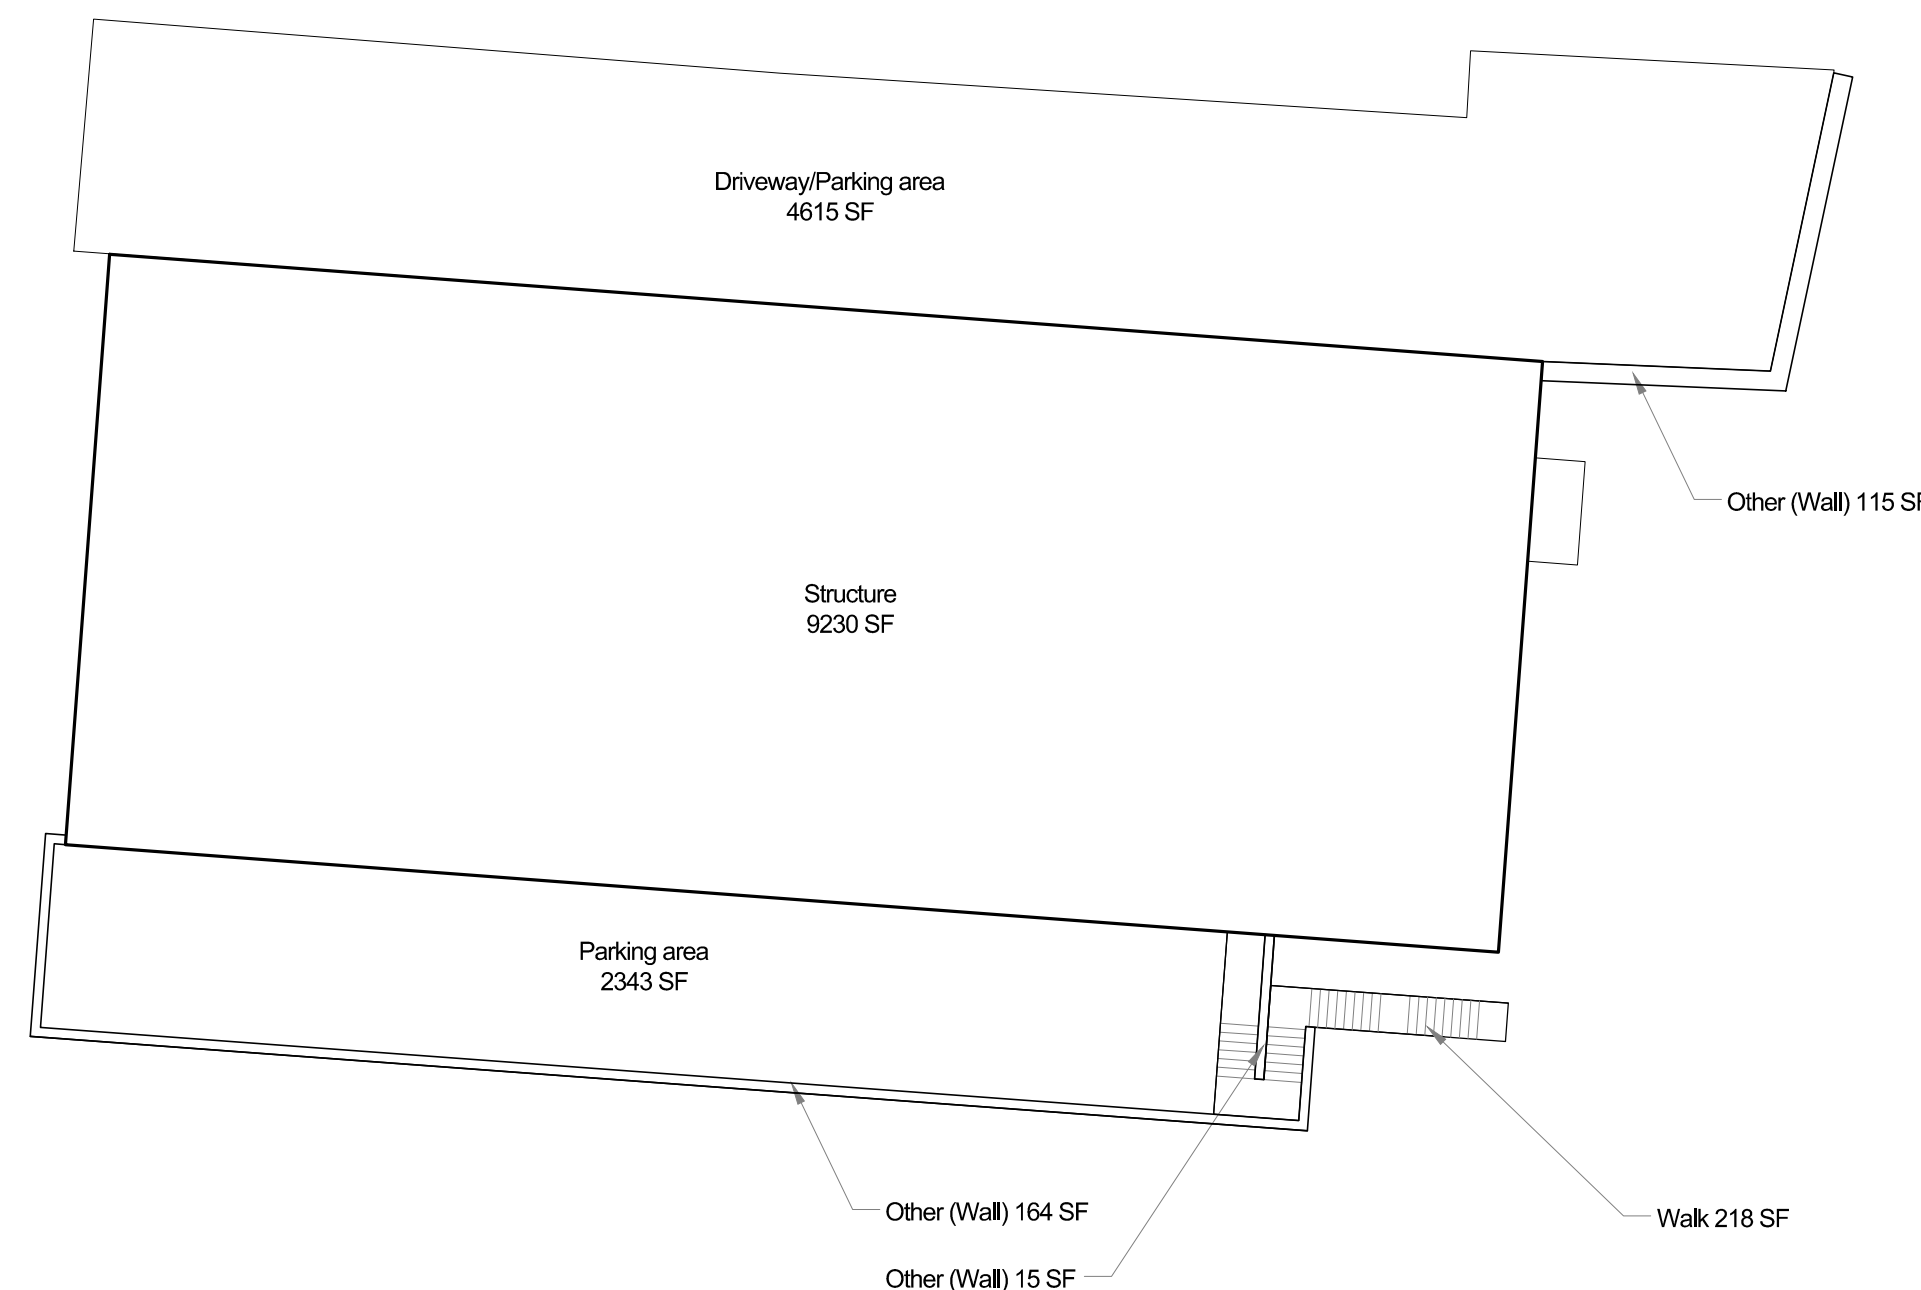 Driveway/Parking area
4615 SF
Other (Wall) 115 SF
Structure
9230 SF
Parking area
2343 SF
Other (Wall) 164 SF
Walk 218 SF
Other (Wall) 15 SF